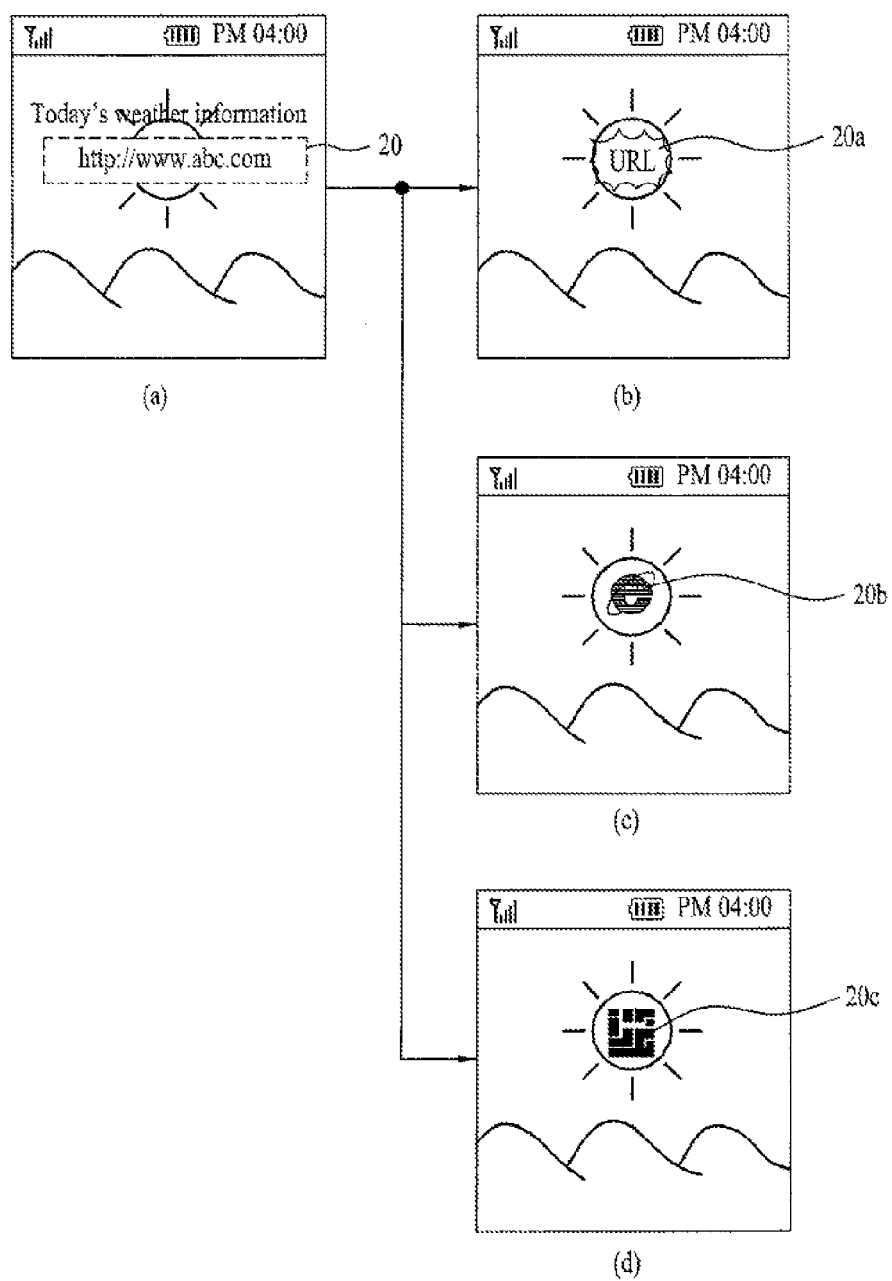 PM 04:00
Today's weather information
http://www.abc.com
20
(a)
PM 04:00
URL
20a
(b)
PM 04:00
20b
(c)
PM 04:00
20c
(d)